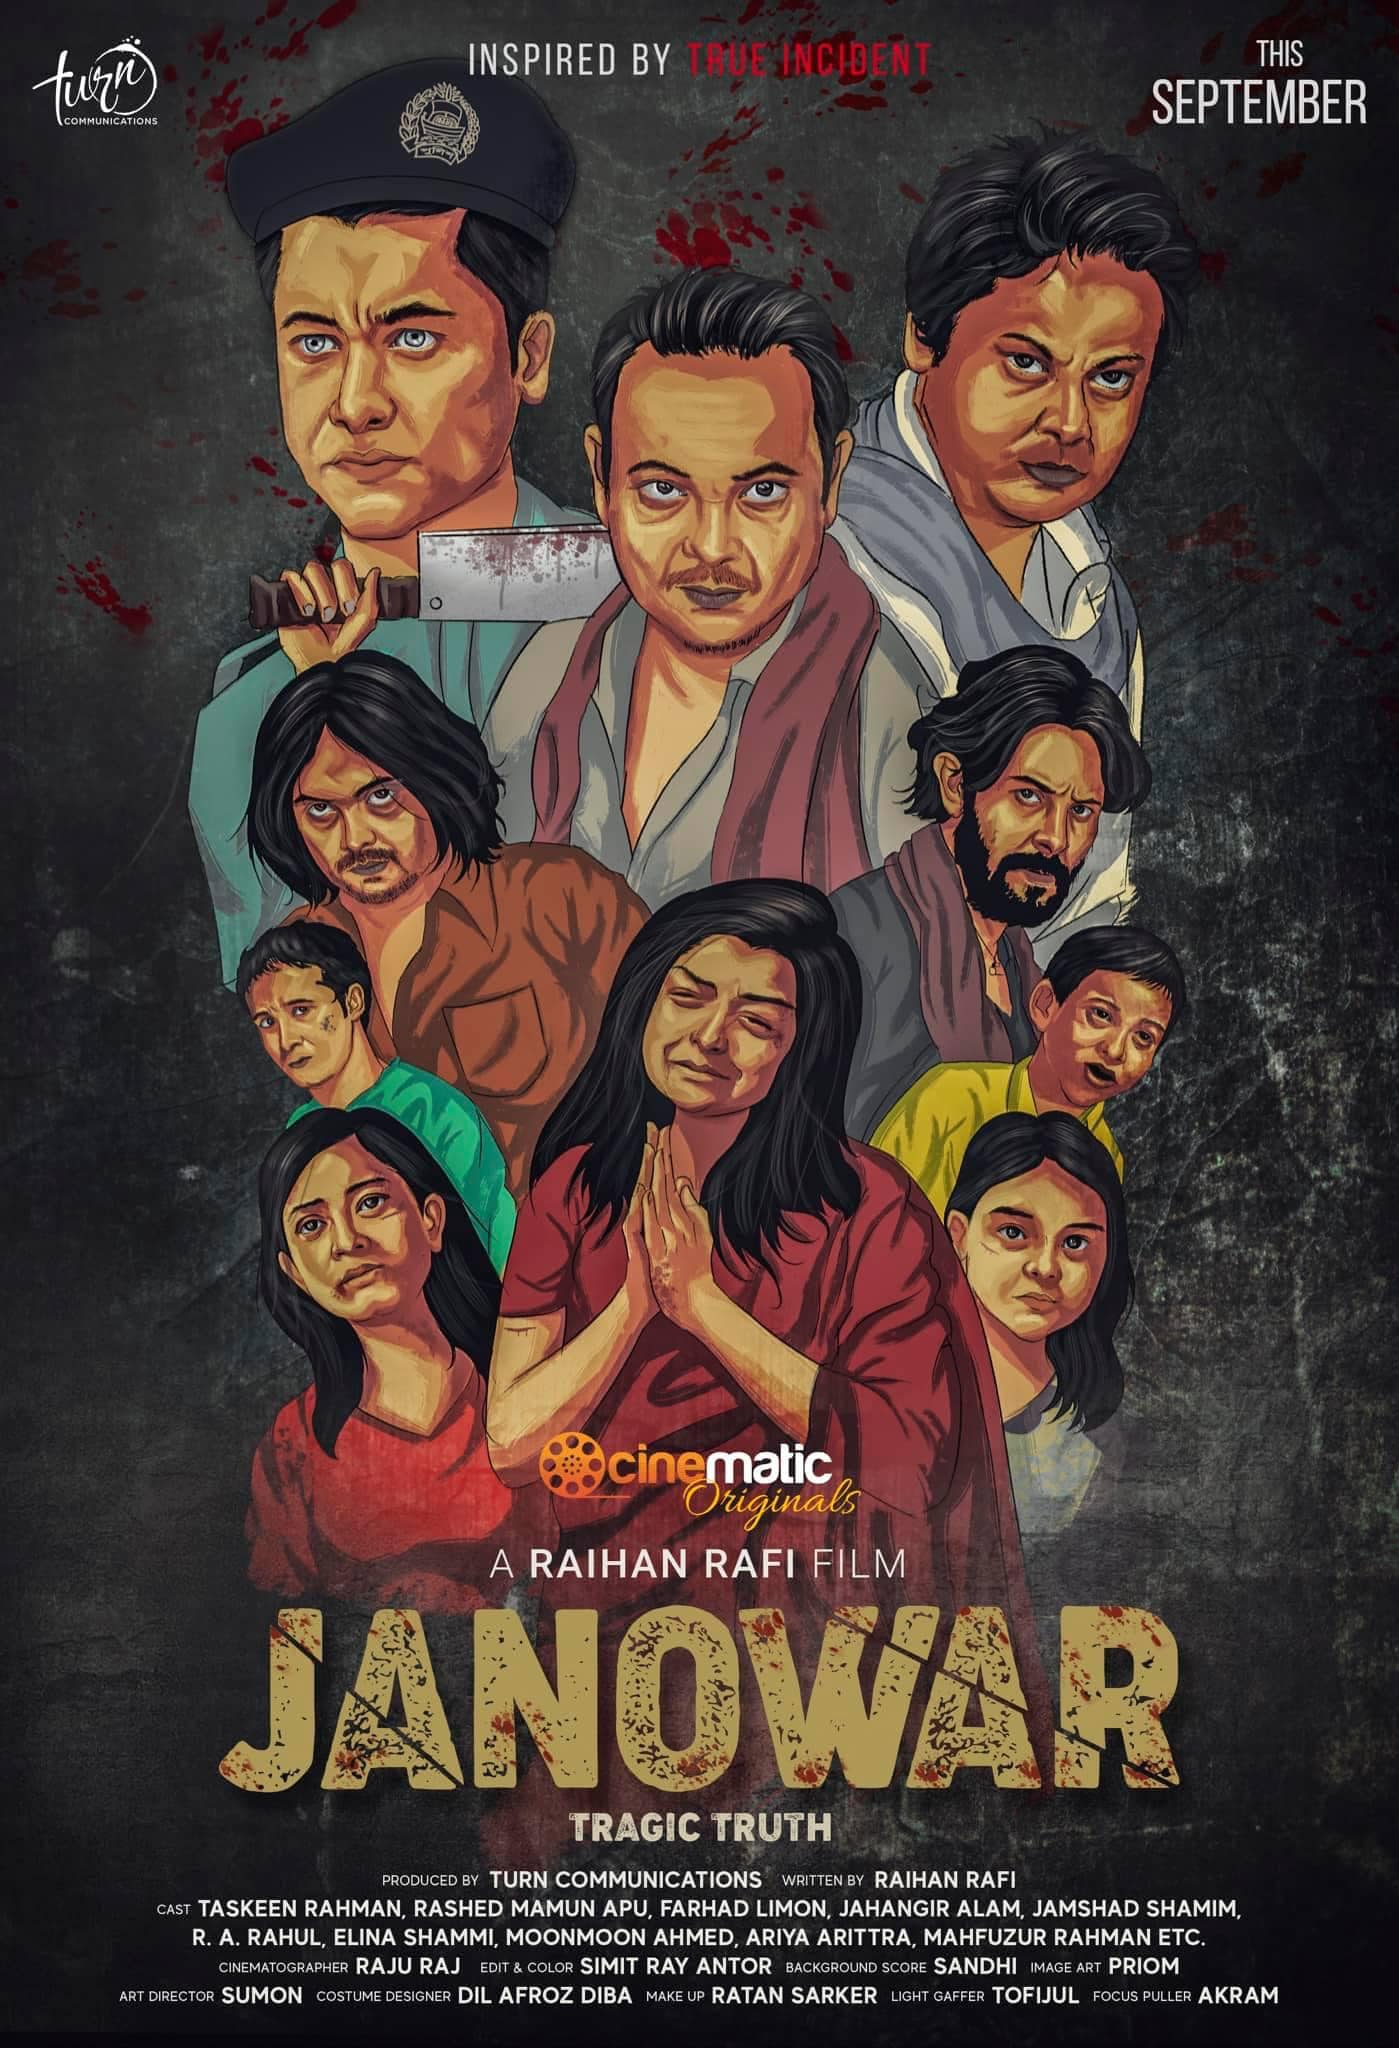 turn
COMMUNICATIONS
INSPIRED BY TRUE INCIDENT
THIS
SEPTEMBER
cinematic
Originals
A RAIHAN RAFI FILM
JANOWAR
TRAGIC TRUTH
PRODUCED BY TURN COMMUNICATIONS WRITTEN BY RAIHAN RAFI
CAST TASKEEN RAHMAN, RASHED MAMUN APU, FARHAD LIMON, JAHANGIR ALAM, JAMSHAD SHAMIM,
R. A. RAHUL, ELINA SHAMMI, MOONMOON AHMED, ARIYA ARITTRA, MAHFUZUR RAHMAN ETC.
CINEMATOGRAPHER RAJU RAJ EDIT & COLOR SIMIT RAY ANTOR BACKGROUND SCORE SANDHI IMAGE ART PRIOM
ART DIRECTOR SUMON COSTUME DESIGNER DIL AFROZ DIBA MAKE UP RATAN SARKER LIGHT GAFFER TOFIJUL FOCUS PULLER AKRAM